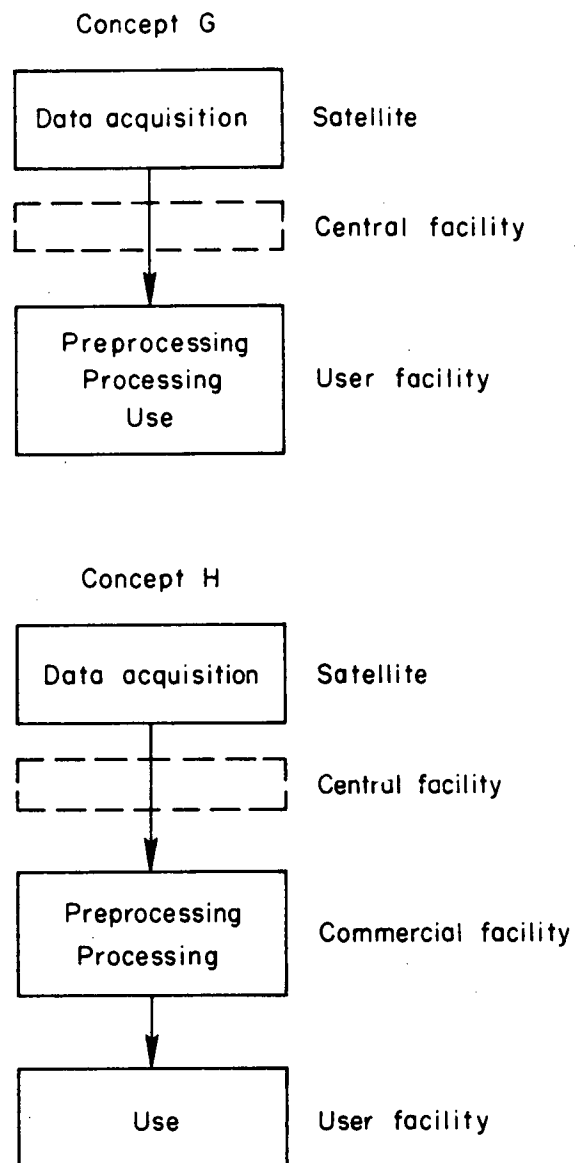 Concept G
Data acquisition Satellite
Central facility
Preprocessing
Processing User facility
Use
Concept H
Data acquisition Satellite
Central facility
Preprocessing
Processing Commercial facility
Use User facility